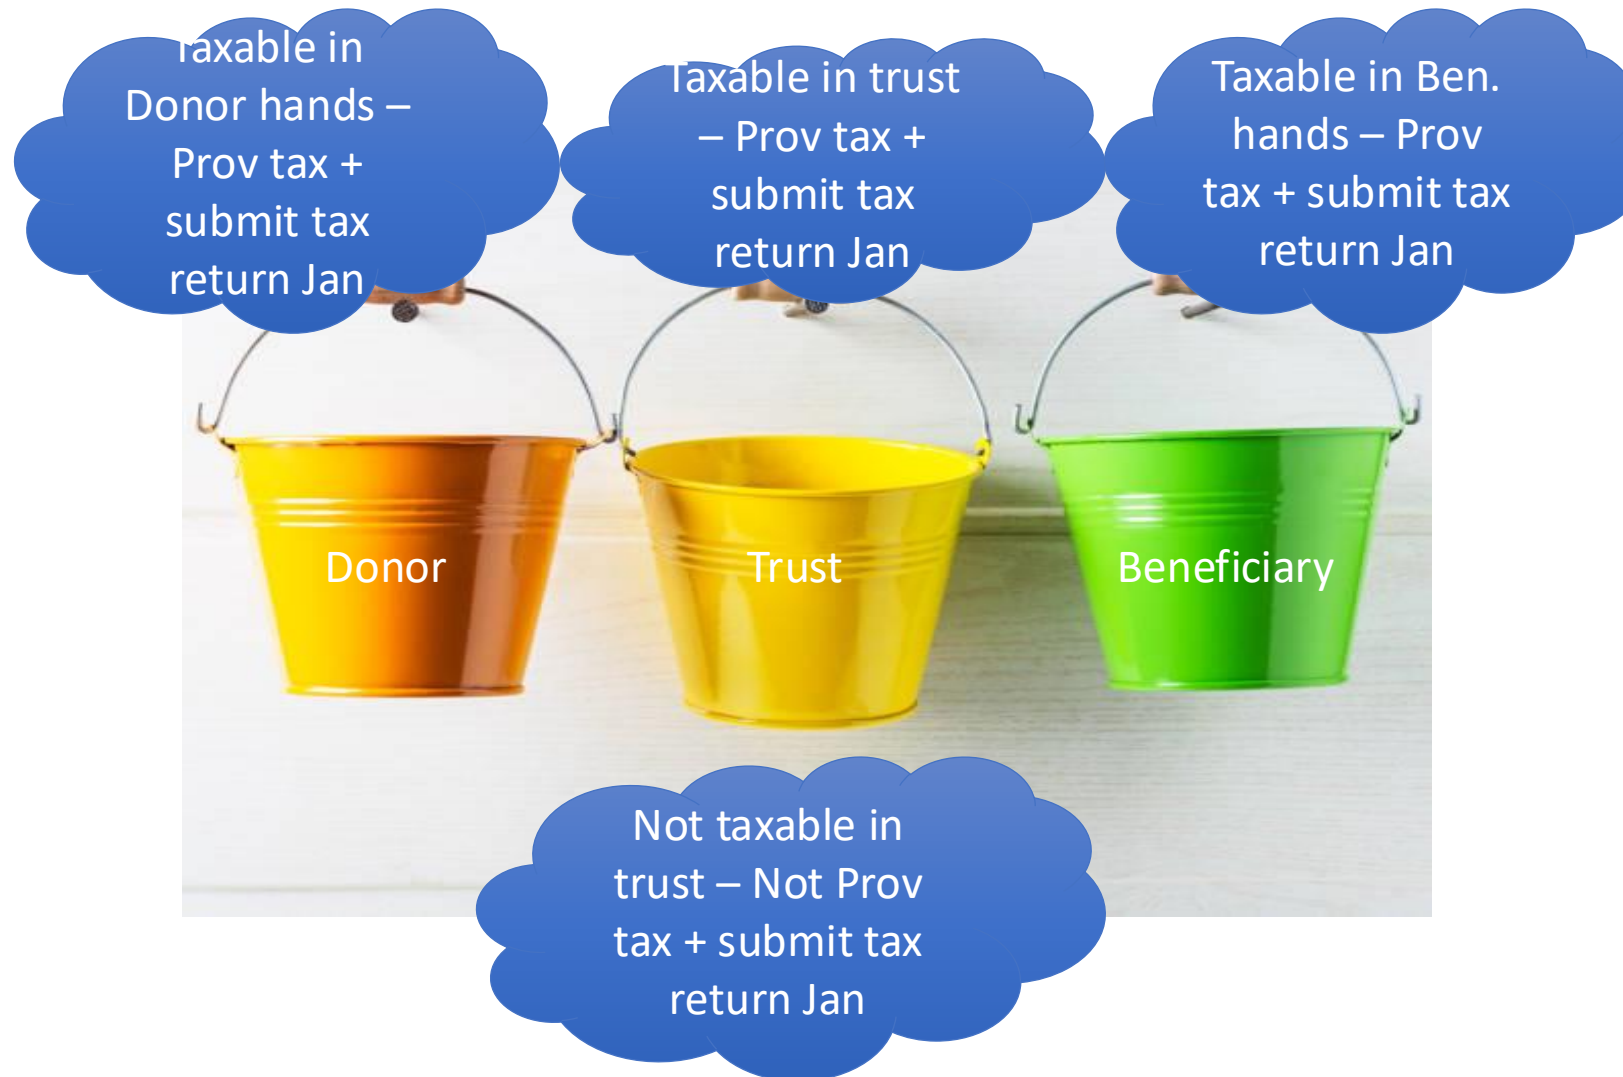 Taxable in
Donor hands –
Prov tax +
submit tax
return Jan
Taxable in trust
– Prov tax +
submit tax
return Jan
Taxable in Ben.
hands – Prov
tax + submit tax
return Jan
Donor
Trust
Beneficiary
Not taxable in
trust – Not Prov
tax + submit tax
return Jan